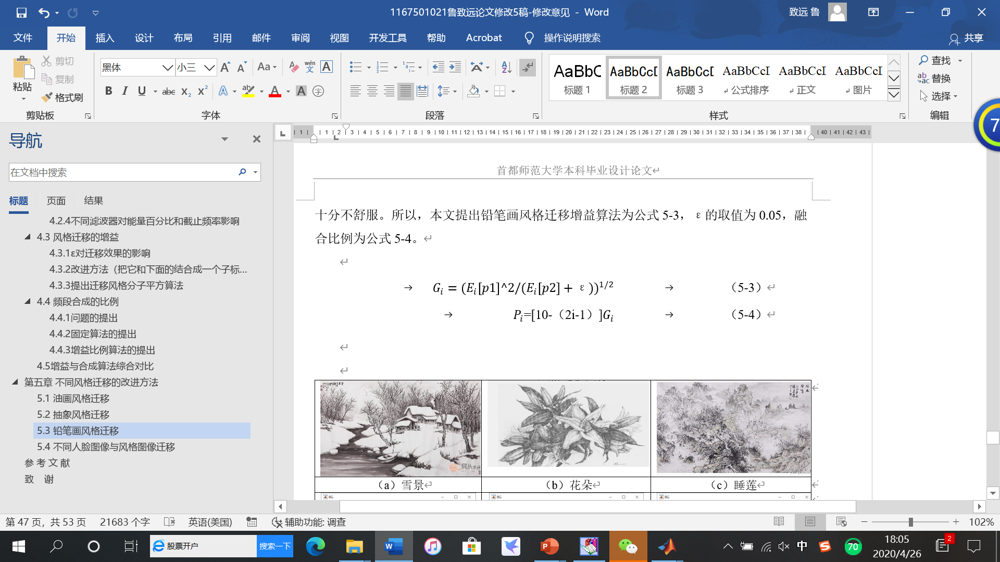 1167501021鲁致远论文修改5稿-修改意见 - Word
致远 鲁
文件 开始 插入 设计 布局 引用 邮件 审阅 视图 开发工具 帮助 Acrobat 操作说明搜索 共享
粘贴 剪切 复制 格式刷 剪贴板
黑体 小三 字体
段落
AaBbC 标题 1
AaBbCcD 标题 2
AaBbCcD 标题 3
AaBbCcI 公式排序
AaBbCcI 正文
AaBbCcI 图片
样式
查找 替换 选择 编辑
7
导航
在文档中搜索
标题 页面 结果
4.2.4不同滤波器对能量百分比和截止频率影响
4.3 风格迁移的增益
4.3.1ε对迁移效果的影响
4.3.2改进方法（把它和下面的结合成一个子标...
4.3.3提出迁移风格分子平方算法
4.4 频段合成的比例
4.4.1问题的提出
4.4.2固定算法的提出
4.4.3增益比例算法的提出
4.5增益与合成算法综合对比
第五章 不同风格迁移的改进方法
5.1 油画风格迁移
5.2 抽象风格迁移
5.3 铅笔画风格迁移
5.4 不同人脸图像与风格图像迁移
参 考 文 献
致 谢
首都师范大学本科毕业设计论文
十分不舒服。所以，本文提出铅笔画风格迁移增益算法为公式 5-3，ε的取值为 0.05，融
合比例为公式 5-4。
G_i = (E_i[p1]^2/(E_i[p2] + ε))^{1/2} （5-3）
P_i=[10-（2i-1）]G_i （5-4）
（a）雪景 （b）花朵 （c）睡莲
8G 8G 8G
第 47 页，共 53 页 21683 个字 英语(美国) 辅助功能: 调查 102%
股票开户 搜索一下
中 70
18:05
2020/4/26
2